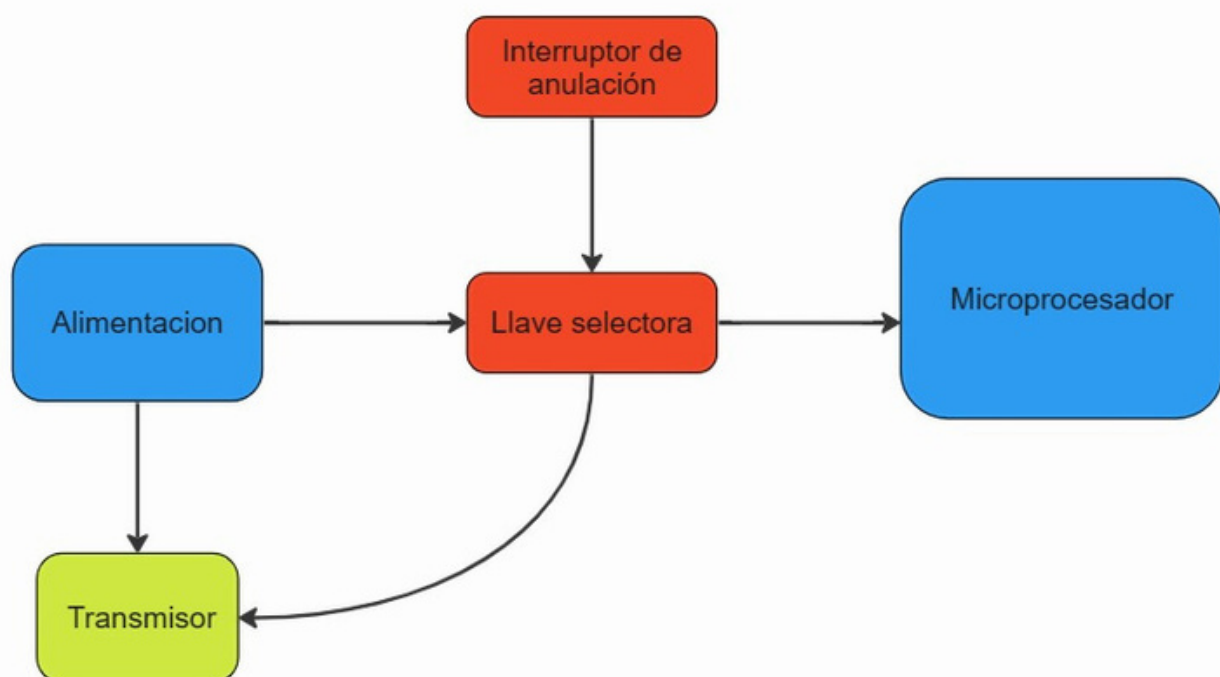 Interruptor de
anulación
Alimentacion
Llave selectora
Microprocesador
Transmisor